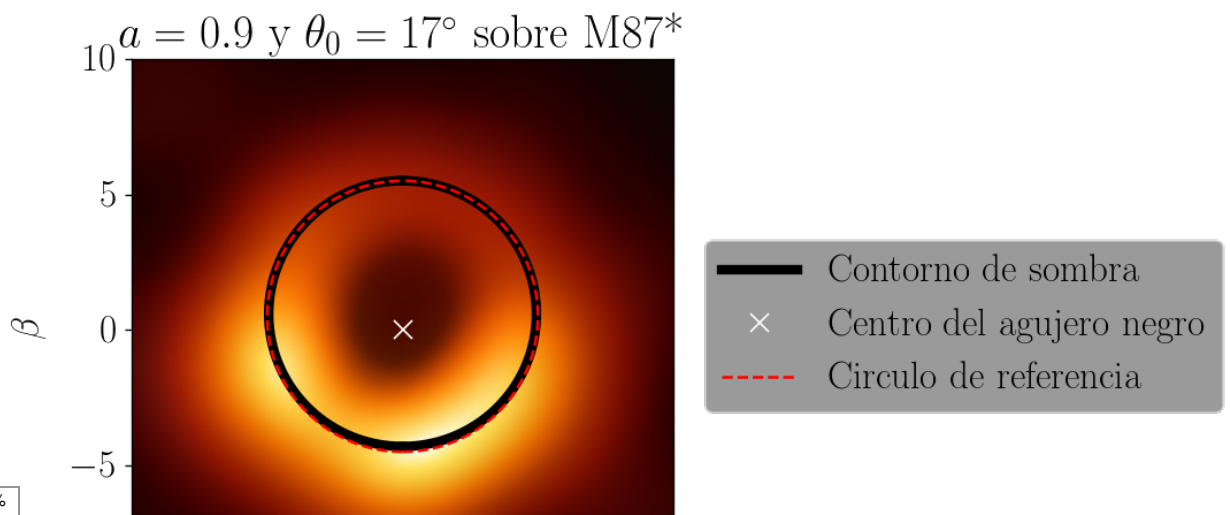 a = 0.9 y θ₀ = 17° sobre M87*
10
5
0
−5
β
Contorno de sombra
Centro del agujero negro
Circulo de referencia
%